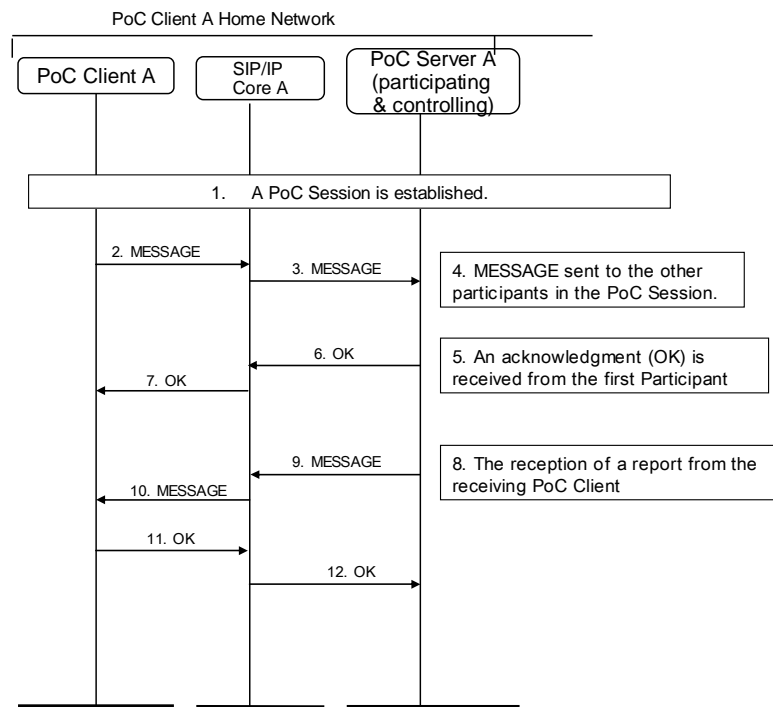 PoC Client A Home Network
PoC Client A
SIP/IP
Core A
PoC Server A
(participating
& controlling)
1. A PoC Session is established.
2. MESSAGE
3. MESSAGE
4. MESSAGE sent to the other
participants in the PoC Session.
5. An acknowledgment (OK) is
received from the first Participant
6. OK
7. OK
8. The reception of a report from the
receiving PoC Client
9. MESSAGE
10. MESSAGE
11. OK
12. OK